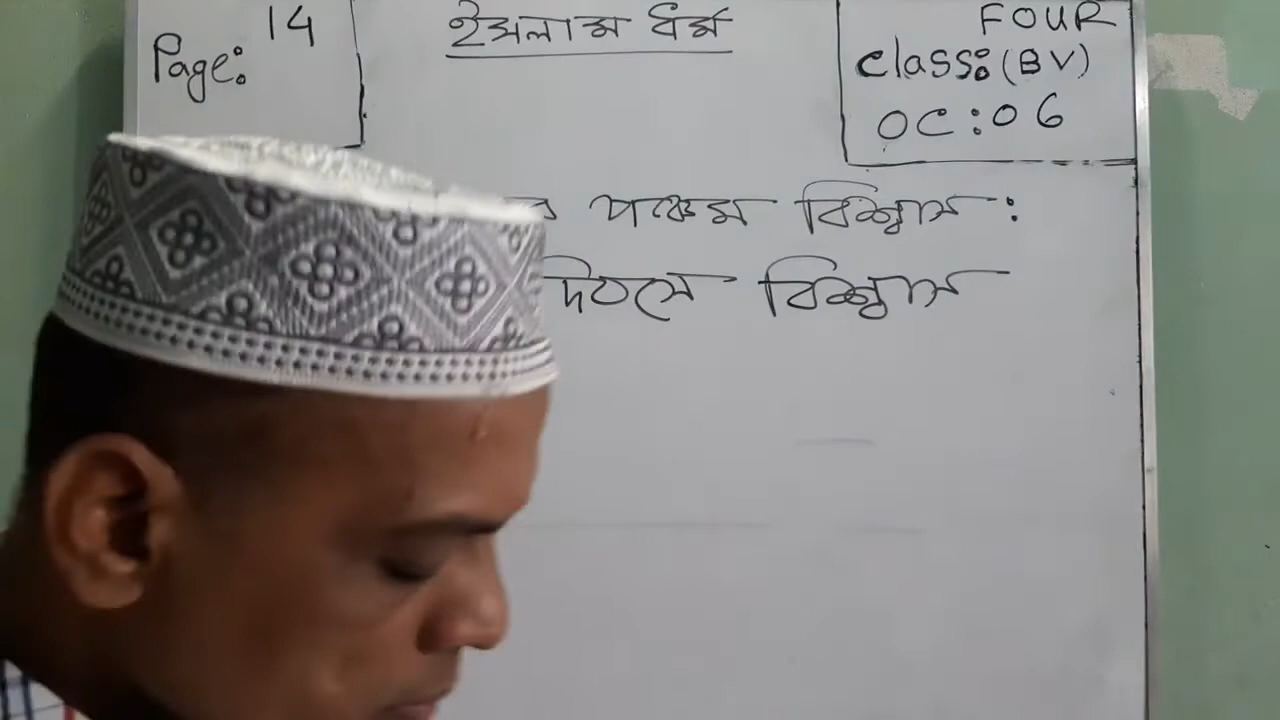 Page: 14
ইসলাম ধর্ম
FOUR
class: (BV)
OC: 06
পঞ্চম বিশ্বাস :
দিবসে বিশ্বাস